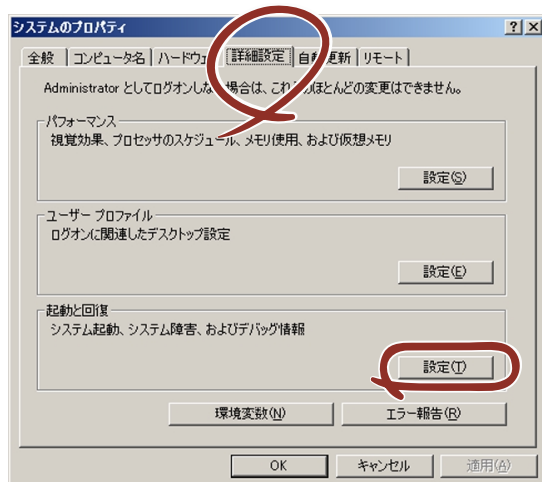 システムのプロパティ
全般 コンピュータ名 ハードウェ 詳細設定 自動更新 リモート
Administrator としてログオンしな 場合は、これ のほとんどの変更はできません。
パフォーマンス
視覚効果、プロセッサのスケジュール、メモリ使用、および仮想メモリ
設定(S)
ユーザー プロファイル
ログオンに関連したデスクトップ設定
設定(E)
起動と回復
システム起動、システム障害、およびデバッグ情報
設定(T)
環境変数(N) エラー報告(R)
OK キャンセル 適用(A)